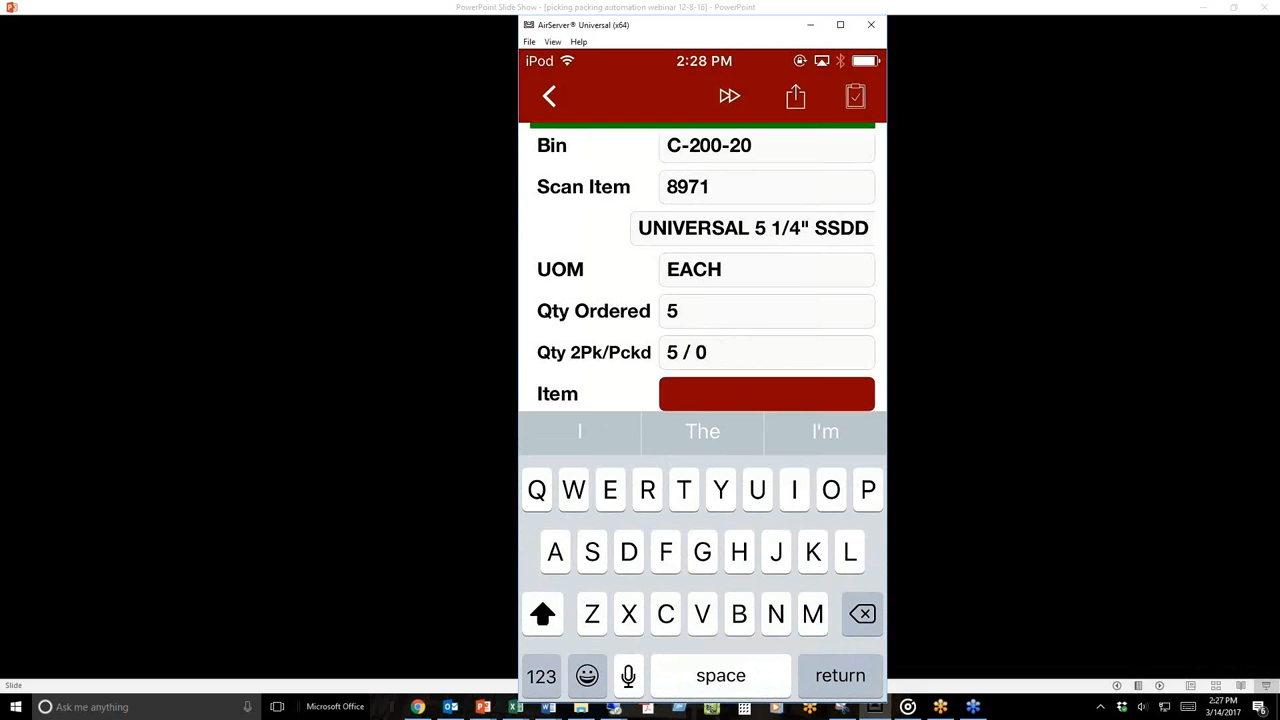 PowerPoint Slide Show - [picking packing automation webinar 12-8-16] - PowerPoint
AirServer® Universal (x64)
File View Help
iPod 2:28 PM
Bin C-200-20
Scan Item 8971
UNIVERSAL 5 1/4" SSDD
UOM EACH
Qty Ordered 5
Qty 2Pk/Pckd 5 / 0
Item
I The I'm
Q W E R T Y U I O P
A S D F G H J K L
Z X C V B N M
123 space return
Slide
Ask me anything
Microsoft Office
2:27 PM
3/14/2017